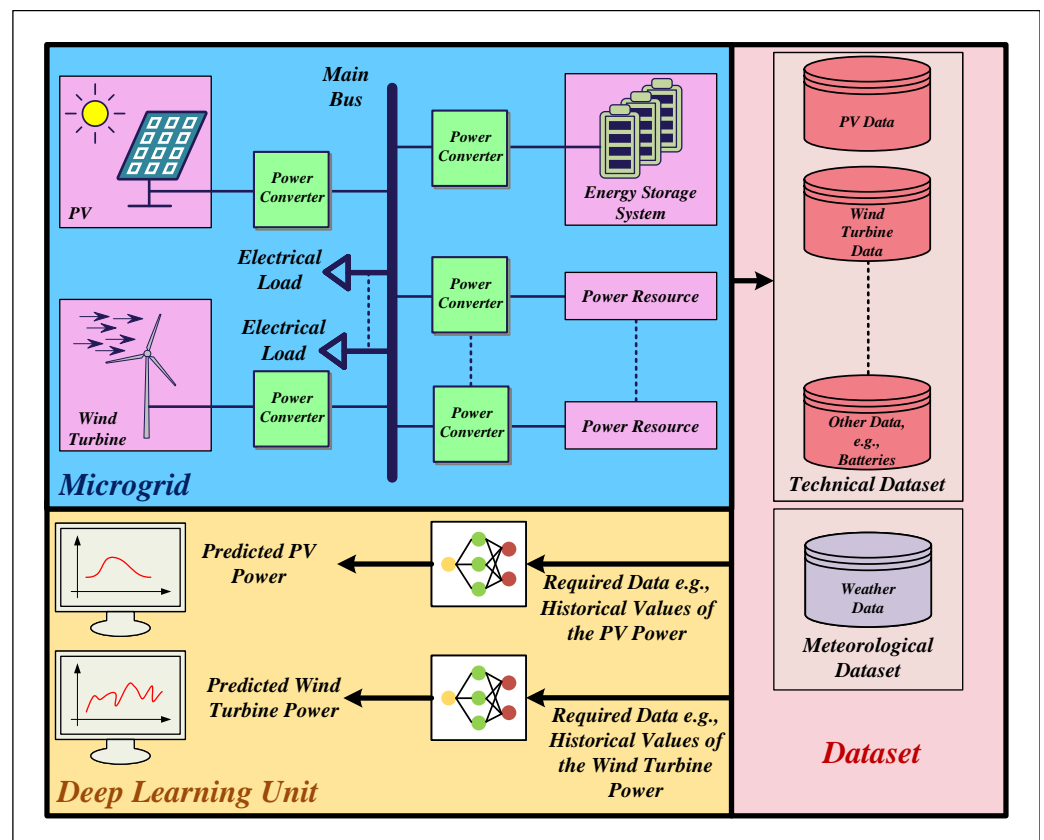 Main
Bus
PV
Power
Converter
Power
Converter
Energy Storage
System
Electrical
Load
Electrical
Load
Power
Converter
Power Resource
Wind
Turbine
Power
Converter
Power
Converter
Power Resource
Microgrid
PV Data
Wind
Turbine
Data
Other Data,
e.g.,
Batteries
Technical Dataset
Weather
Data
Meteorological
Dataset
Dataset
Predicted PV
Power
Required Data e.g.,
Historical Values of
the PV Power
Predicted Wind
Turbine Power
Required Data e.g.,
Historical Values of
the Wind Turbine
Power
Deep Learning Unit